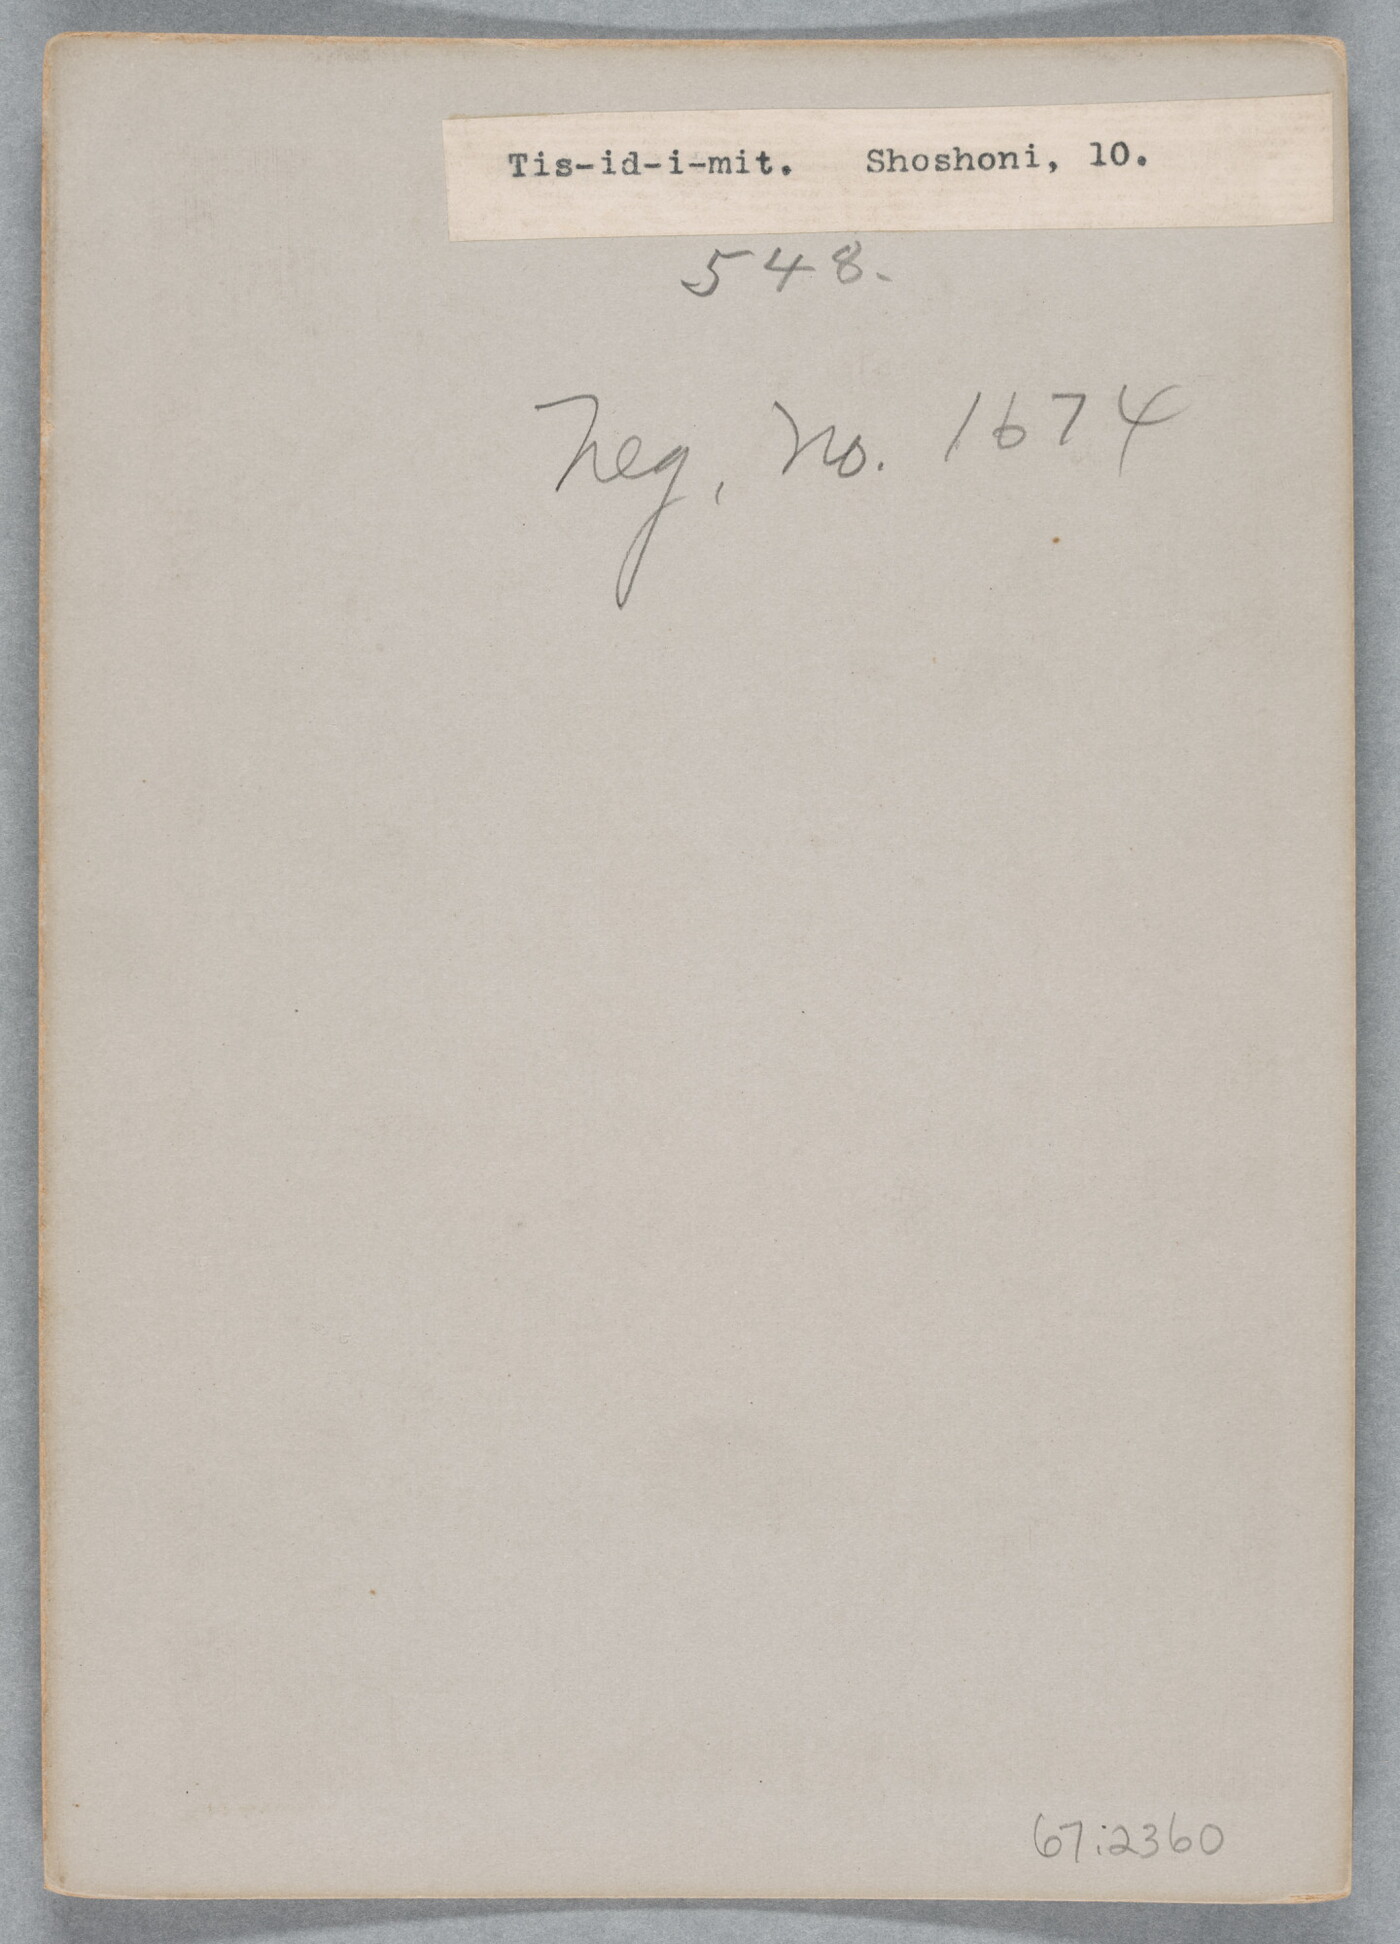 Tis-id-i-mit. Shoshoni, 10.
548.
Neg. No. 1674
67:2360